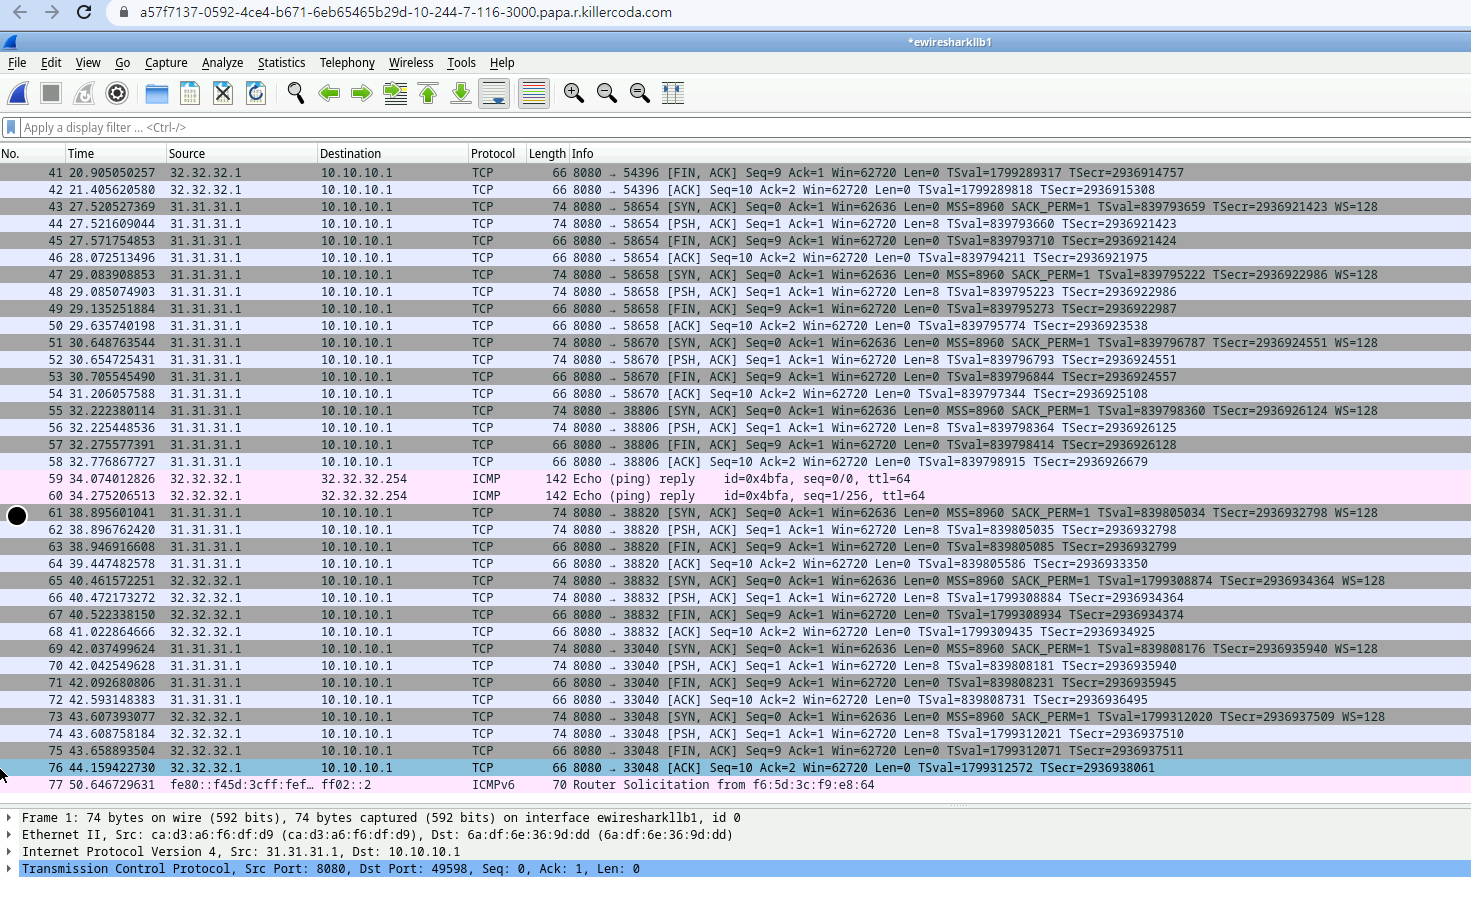 a57f7137-0592-4ce4-b671-6eb65465b29d-10-244-7-116-3000.papa.r.killercoda.com
*ewiresharkllb1
File Edit View Go Capture Analyze Statistics Telephony Wireless Tools Help
Apply a display filter ... <Ctrl-/>
No. Time Source Destination Protocol Length Info
41 20.905050257 32.32.32.1 10.10.10.1 TCP 66 8080 → 54396 [FIN, ACK] Seq=9 Ack=1 Win=62720 Len=0 TSval=1799289317 TSecr=2936914757
42 21.405620580 32.32.32.1 10.10.10.1 TCP 66 8080 → 54396 [ACK] Seq=10 Ack=2 Win=62720 Len=0 TSval=1799289818 TSecr=2936915308
43 27.520527369 31.31.31.1 10.10.10.1 TCP 74 8080 → 58654 [SYN, ACK] Seq=0 Ack=1 Win=62636 Len=0 MSS=8960 SACK_PERM=1 TSval=839793659 TSecr=2936921423 WS=128
44 27.521609044 31.31.31.1 10.10.10.1 TCP 74 8080 → 58654 [PSH, ACK] Seq=1 Ack=1 Win=62720 Len=8 TSval=839793660 TSecr=2936921423
45 27.571754853 31.31.31.1 10.10.10.1 TCP 66 8080 → 58654 [FIN, ACK] Seq=9 Ack=1 Win=62720 Len=0 TSval=839793710 TSecr=2936921424
46 28.072513496 31.31.31.1 10.10.10.1 TCP 66 8080 → 58654 [ACK] Seq=10 Ack=2 Win=62720 Len=0 TSval=839794211 TSecr=2936921975
47 29.083908853 31.31.31.1 10.10.10.1 TCP 74 8080 → 58658 [SYN, ACK] Seq=0 Ack=1 Win=62636 Len=0 MSS=8960 SACK_PERM=1 TSval=839795222 TSecr=2936922986 WS=128
48 29.085074903 31.31.31.1 10.10.10.1 TCP 74 8080 → 58658 [PSH, ACK] Seq=1 Ack=1 Win=62720 Len=8 TSval=839795223 TSecr=2936922986
49 29.135251884 31.31.31.1 10.10.10.1 TCP 66 8080 → 58658 [FIN, ACK] Seq=9 Ack=1 Win=62720 Len=0 TSval=839795273 TSecr=2936922987
50 29.635740198 31.31.31.1 10.10.10.1 TCP 66 8080 → 58658 [ACK] Seq=10 Ack=2 Win=62720 Len=0 TSval=839795774 TSecr=2936923538
51 30.648763544 31.31.31.1 10.10.10.1 TCP 74 8080 → 58670 [SYN, ACK] Seq=0 Ack=1 Win=62636 Len=0 MSS=8960 SACK_PERM=1 TSval=839796787 TSecr=2936924551 WS=128
52 30.654725431 31.31.31.1 10.10.10.1 TCP 74 8080 → 58670 [PSH, ACK] Seq=1 Ack=1 Win=62720 Len=8 TSval=839796793 TSecr=2936924551
53 30.705545490 31.31.31.1 10.10.10.1 TCP 66 8080 → 58670 [FIN, ACK] Seq=9 Ack=1 Win=62720 Len=0 TSval=839796844 TSecr=2936924557
54 31.206057588 31.31.31.1 10.10.10.1 TCP 66 8080 → 58670 [ACK] Seq=10 Ack=2 Win=62720 Len=0 TSval=839797344 TSecr=2936925108
55 32.222380114 31.31.31.1 10.10.10.1 TCP 74 8080 → 38806 [SYN, ACK] Seq=0 Ack=1 Win=62636 Len=0 MSS=8960 SACK_PERM=1 TSval=839798360 TSecr=2936926124 WS=128
56 32.225448536 31.31.31.1 10.10.10.1 TCP 74 8080 → 38806 [PSH, ACK] Seq=1 Ack=1 Win=62720 Len=8 TSval=839798364 TSecr=2936926125
57 32.275577391 31.31.31.1 10.10.10.1 TCP 66 8080 → 38806 [FIN, ACK] Seq=9 Ack=1 Win=62720 Len=0 TSval=839798414 TSecr=2936926128
58 32.776867727 31.31.31.1 10.10.10.1 TCP 66 8080 → 38806 [ACK] Seq=10 Ack=2 Win=62720 Len=0 TSval=839798915 TSecr=2936926679
59 34.074012826 32.32.32.1 32.32.32.254 ICMP 142 Echo (ping) reply id=0x4bfa, seq=0/0, ttl=64
60 34.275206513 32.32.32.1 32.32.32.254 ICMP 142 Echo (ping) reply id=0x4bfa, seq=1/256, ttl=64
61 38.895601041 31.31.31.1 10.10.10.1 TCP 74 8080 → 38820 [SYN, ACK] Seq=0 Ack=1 Win=62636 Len=0 MSS=8960 SACK_PERM=1 TSval=839805034 TSecr=2936932798 WS=128
62 38.896762420 31.31.31.1 10.10.10.1 TCP 74 8080 → 38820 [PSH, ACK] Seq=1 Ack=1 Win=62720 Len=8 TSval=839805035 TSecr=2936932798
63 38.946916608 31.31.31.1 10.10.10.1 TCP 66 8080 → 38820 [FIN, ACK] Seq=9 Ack=1 Win=62720 Len=0 TSval=839805085 TSecr=2936932799
64 39.447482578 31.31.31.1 10.10.10.1 TCP 66 8080 → 38820 [ACK] Seq=10 Ack=2 Win=62720 Len=0 TSval=839805586 TSecr=2936933350
65 40.461572251 32.32.32.1 10.10.10.1 TCP 74 8080 → 38832 [SYN, ACK] Seq=0 Ack=1 Win=62636 Len=0 MSS=8960 SACK_PERM=1 TSval=1799308874 TSecr=2936934364 WS=128
66 40.472173272 32.32.32.1 10.10.10.1 TCP 74 8080 → 38832 [PSH, ACK] Seq=1 Ack=1 Win=62720 Len=8 TSval=1799308884 TSecr=2936934364
67 40.522338150 32.32.32.1 10.10.10.1 TCP 66 8080 → 38832 [FIN, ACK] Seq=9 Ack=1 Win=62720 Len=0 TSval=1799308934 TSecr=2936934374
68 41.022864666 32.32.32.1 10.10.10.1 TCP 66 8080 → 38832 [ACK] Seq=10 Ack=2 Win=62720 Len=0 TSval=1799309435 TSecr=2936934925
69 42.037499624 31.31.31.1 10.10.10.1 TCP 74 8080 → 33040 [SYN, ACK] Seq=0 Ack=1 Win=62636 Len=0 MSS=8960 SACK_PERM=1 TSval=839808176 TSecr=2936935940 WS=128
70 42.042549628 31.31.31.1 10.10.10.1 TCP 74 8080 → 33040 [PSH, ACK] Seq=1 Ack=1 Win=62720 Len=8 TSval=839808181 TSecr=2936935940
71 42.092680806 31.31.31.1 10.10.10.1 TCP 66 8080 → 33040 [FIN, ACK] Seq=9 Ack=1 Win=62720 Len=0 TSval=839808231 TSecr=2936935945
72 42.593148383 31.31.31.1 10.10.10.1 TCP 66 8080 → 33040 [ACK] Seq=10 Ack=2 Win=62720 Len=0 TSval=839808731 TSecr=2936936495
73 43.607393077 32.32.32.1 10.10.10.1 TCP 74 8080 → 33048 [SYN, ACK] Seq=0 Ack=1 Win=62636 Len=0 MSS=8960 SACK_PERM=1 TSval=1799312020 TSecr=2936937509 WS=128
74 43.608758184 32.32.32.1 10.10.10.1 TCP 74 8080 → 33048 [PSH, ACK] Seq=1 Ack=1 Win=62720 Len=8 TSval=1799312021 TSecr=2936937510
75 43.658893504 32.32.32.1 10.10.10.1 TCP 66 8080 → 33048 [FIN, ACK] Seq=9 Ack=1 Win=62720 Len=0 TSval=1799312071 TSecr=2936937511
76 44.159422730 32.32.32.1 10.10.10.1 TCP 66 8080 → 33048 [ACK] Seq=10 Ack=2 Win=62720 Len=0 TSval=1799312572 TSecr=2936938061
77 50.646729631 fe80::f45d:3cff:fef… ff02::2 ICMPv6 70 Router Solicitation from f6:5d:3c:f9:e8:64
Frame 1: 74 bytes on wire (592 bits), 74 bytes captured (592 bits) on interface ewiresharkllb1, id 0
Ethernet II, Src: ca:d3:a6:f6:df:d9 (ca:d3:a6:f6:df:d9), Dst: 6a:df:6e:36:9d:dd (6a:df:6e:36:9d:dd)
Internet Protocol Version 4, Src: 31.31.31.1, Dst: 10.10.10.1
Transmission Control Protocol, Src Port: 8080, Dst Port: 49598, Seq: 0, Ack: 1, Len: 0